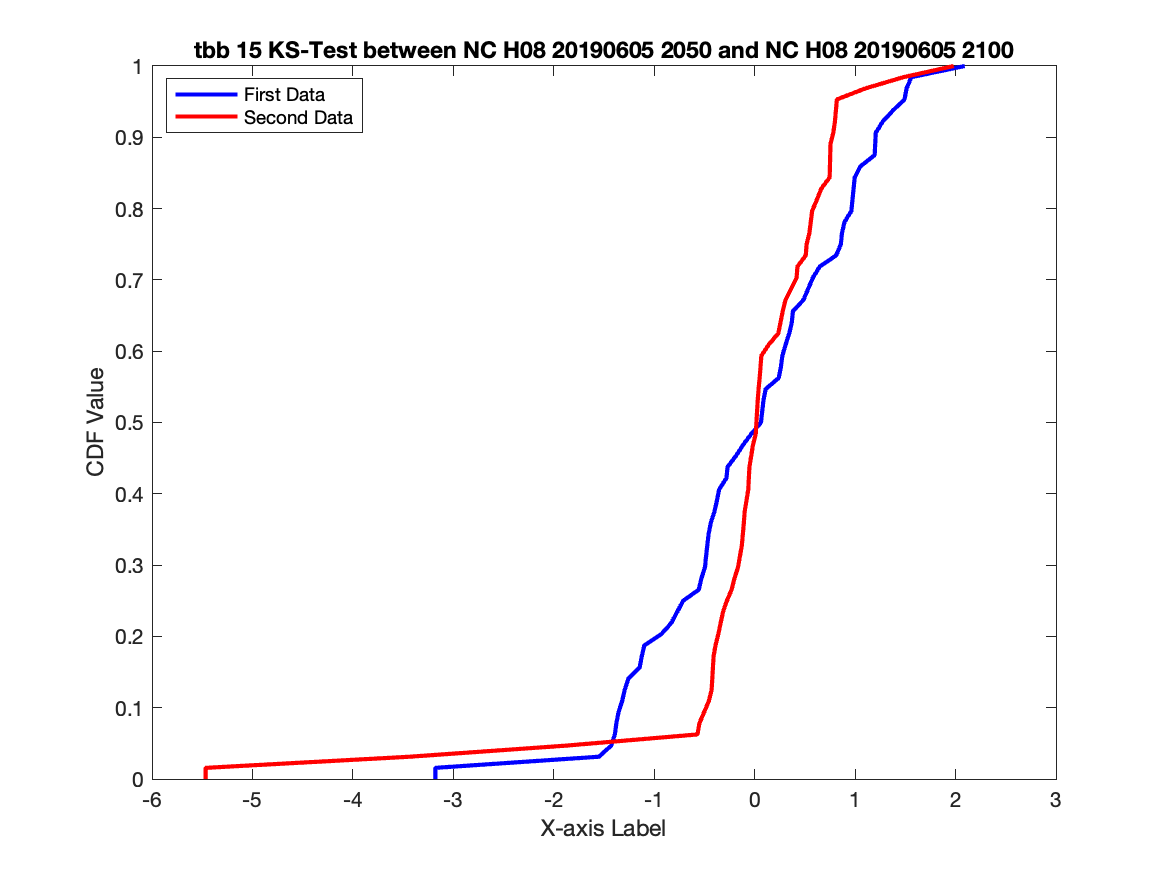 tbb 15 KS-Test between NC H08 20190605 2050 and NC H08 20190605 2100
First Data
Second Data
1
0.9
0.8
0.7
0.6
0.5
0.4
0.3
0.2
0.1
0
CDF Value
-6 -5 -4 -3 -2 -1 0 1 2 3
X-axis Label